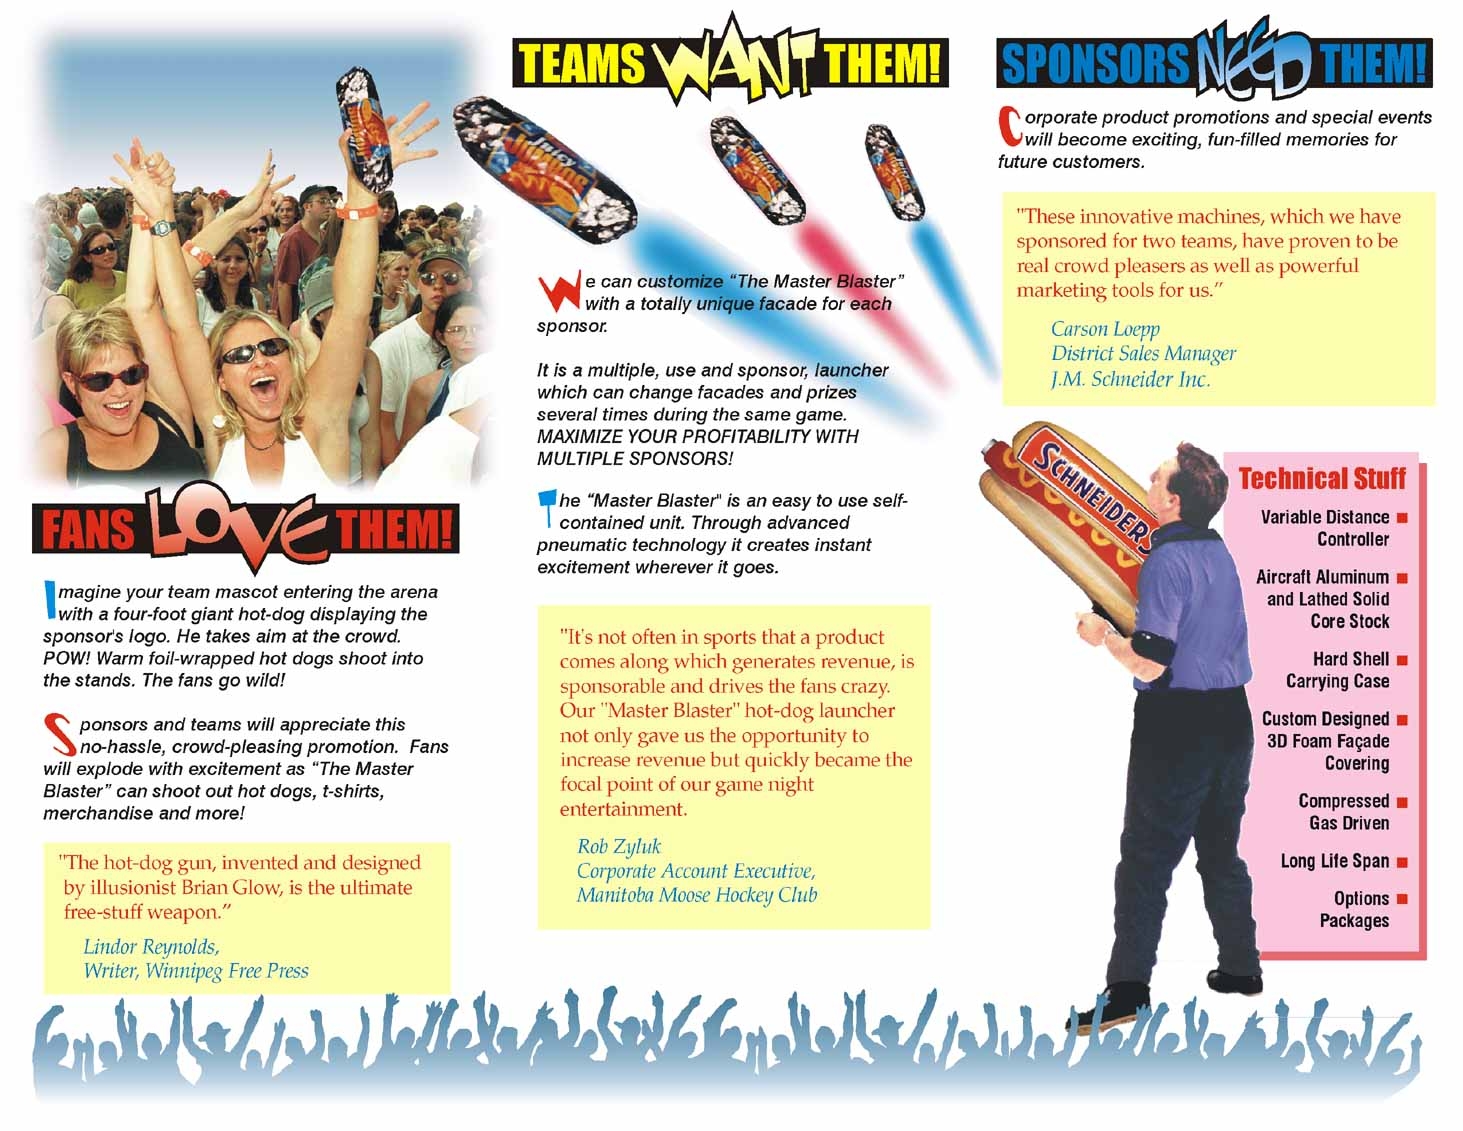 FANS LOVE THEM!
Imagine your team mascot entering the arena
with a four-foot giant hot-dog displaying the
sponsor's logo. He takes aim at the crowd.
POW! Warm foil-wrapped hot dogs shoot into
the stands. The fans go wild!
Sponsors and teams will appreciate this
no-hassle, crowd-pleasing promotion. Fans
will explode with excitement as “The Master
Blaster” can shoot out hot dogs, t-shirts,
merchandise and more!
"The hot-dog gun, invented and designed
by illusionist Brian Glow, is the ultimate
free-stuff weapon.”
Lindor Reynolds,
Writer, Winnipeg Free Press
TEAMS WANT THEM!
We can customize “The Master Blaster”
with a totally unique facade for each
sponsor.
It is a multiple, use and sponsor, launcher
which can change facades and prizes
several times during the same game.
MAXIMIZE YOUR PROFITABILITY WITH
MULTIPLE SPONSORS!
The “Master Blaster" is an easy to use self-
contained unit. Through advanced
pneumatic technology it creates instant
excitement wherever it goes.
"It's not often in sports that a product
comes along which generates revenue, is
sponsorable and drives the fans crazy.
Our "Master Blaster" hot-dog launcher
not only gave us the opportunity to
increase revenue but quickly became the
focal point of our game night
entertainment.
Rob Zyluk
Corporate Account Executive,
Manitoba Moose Hockey Club
SPONSORS NEED THEM!
Corporate product promotions and special events
will become exciting, fun-filled memories for
future customers.
"These innovative machines, which we have
sponsored for two teams, have proven to be
real crowd pleasers as well as powerful
marketing tools for us.”
Carson Loepp
District Sales Manager
J.M. Schneider Inc.
SCHNEIDERS
Technical Stuff
Variable Distance
Controller
Aircraft Aluminum
and Lathed Solid
Core Stock
Hard Shell
Carrying Case
Custom Designed
3D Foam Façade
Covering
Compressed
Gas Driven
Long Life Span
Options
Packages